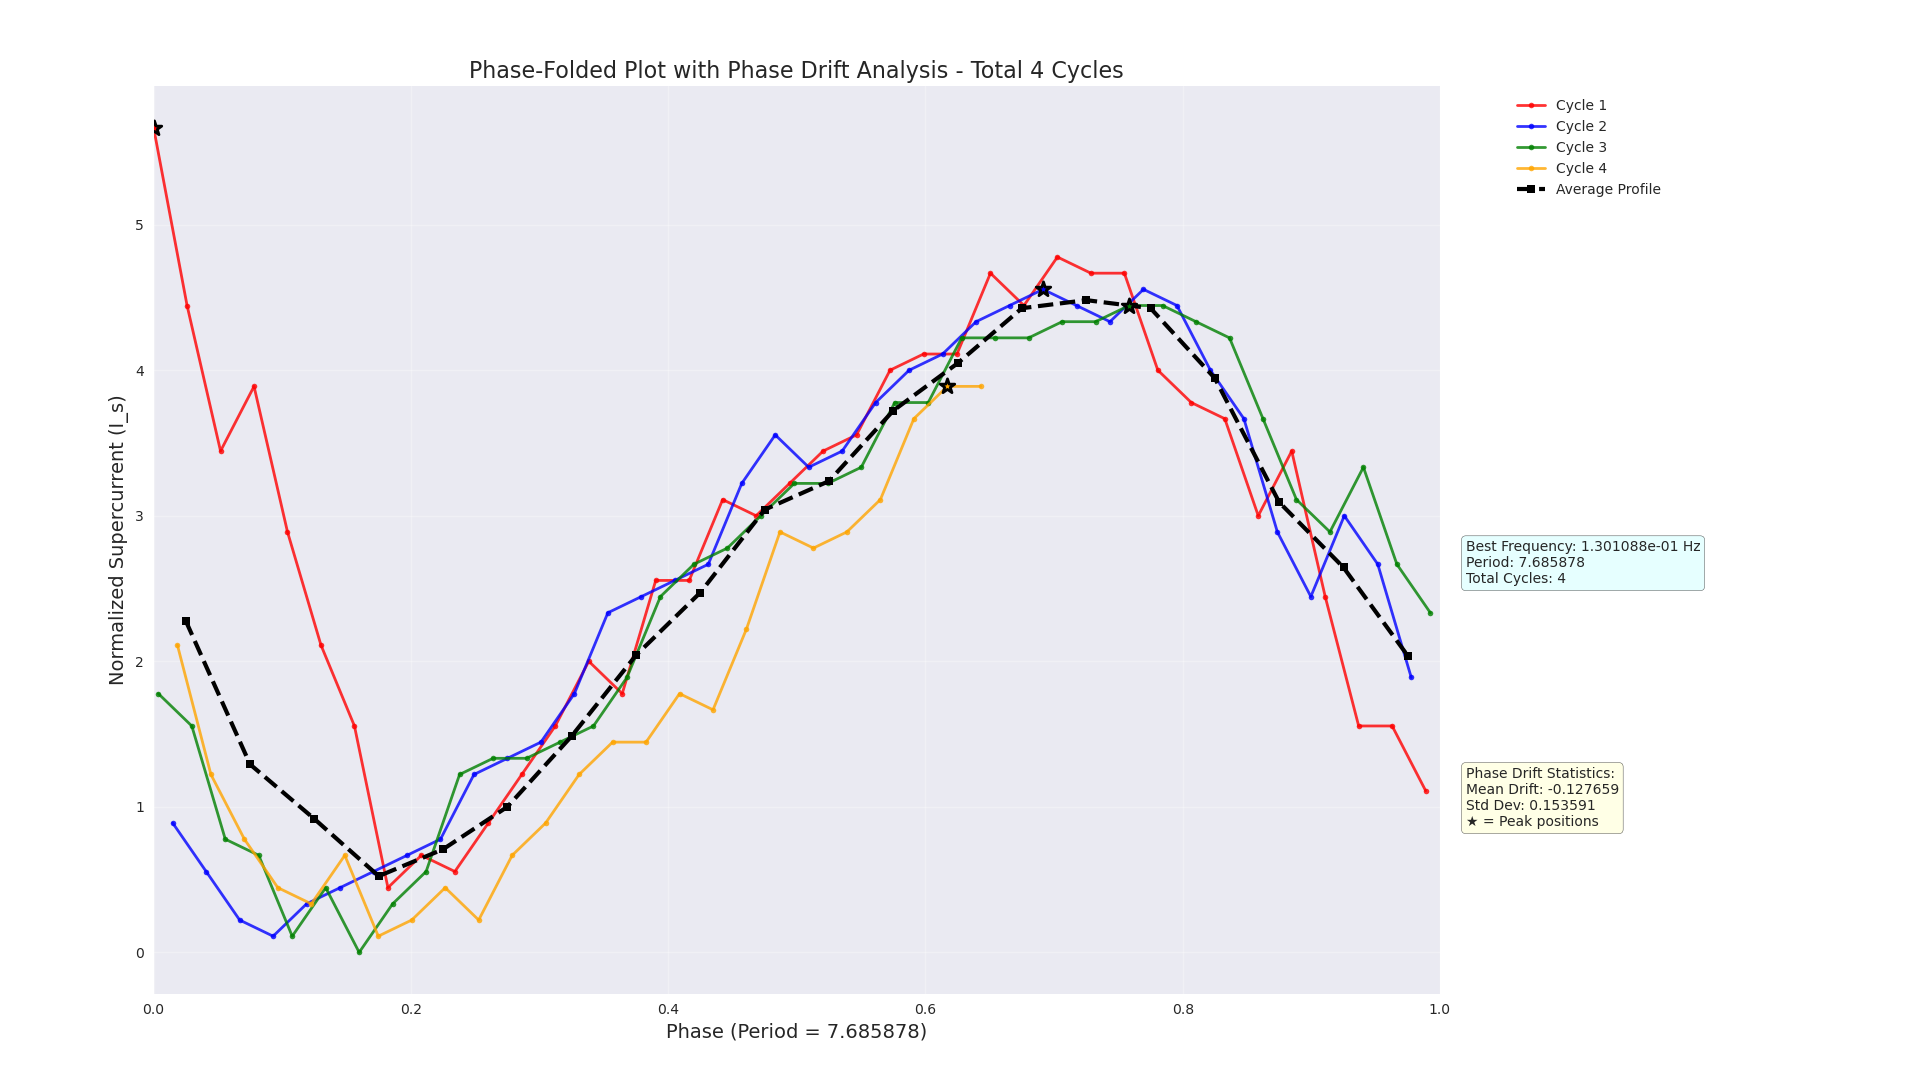 Phase-Folded Plot with Phase Drift Analysis - Total 4 Cycles
Normalized Supercurrent (I_s)
5
4
3
2
1
0
0.0 0.2 0.4 0.6 0.8 1.0
Phase (Period = 7.685878)
Cycle 1
Cycle 2
Cycle 3
Cycle 4
Average Profile
Best Frequency: 1.301088e-01 Hz
Period: 7.685878
Total Cycles: 4
Phase Drift Statistics:
Mean Drift: -0.127659
Std Dev: 0.153591
★ = Peak positions